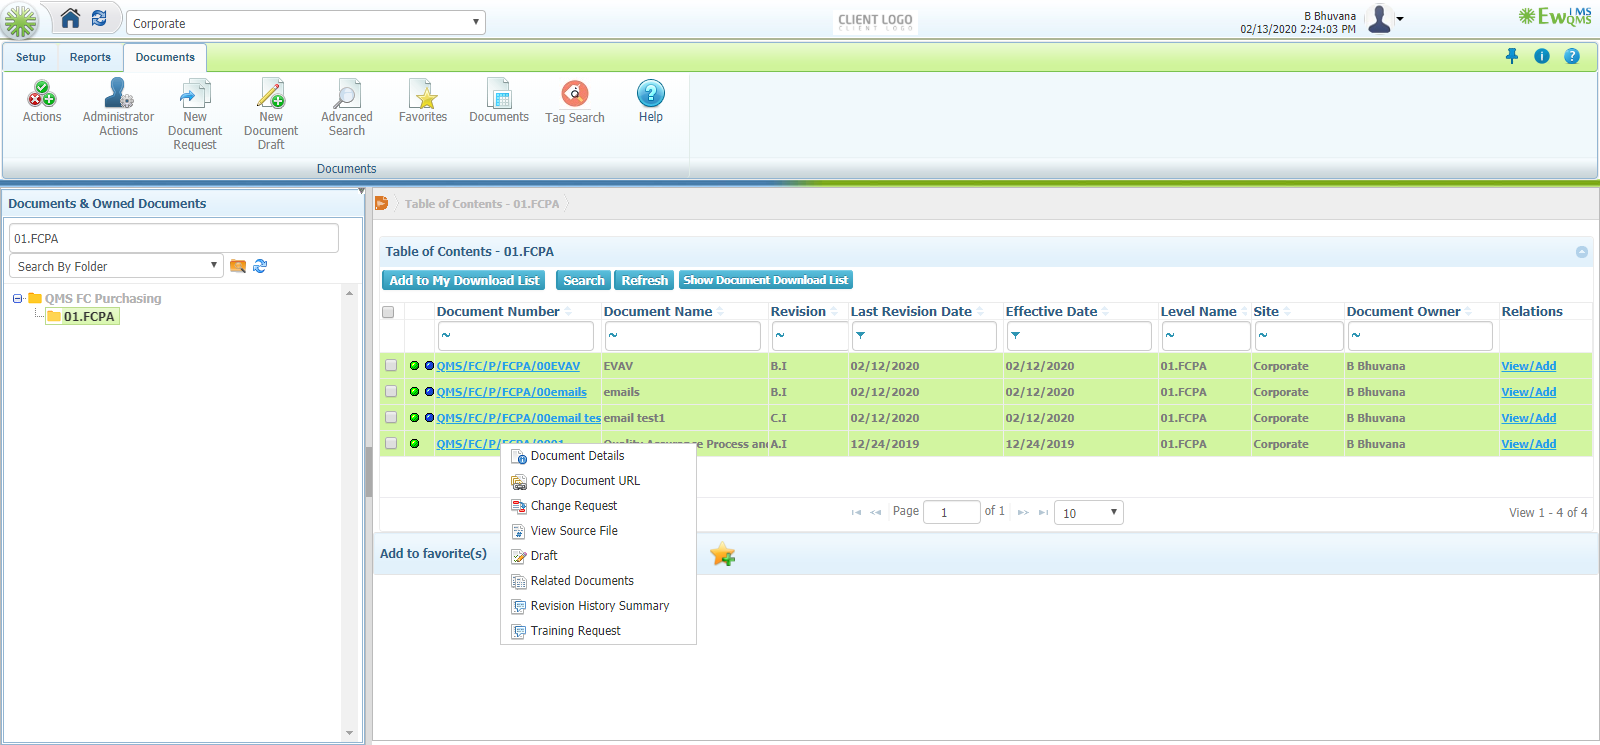 Corporate
CLIENT LOGO
CLIENT LOGO
B Bhuvana
02/13/2020 2:24:03 PM
EwQMS
LMS
Setup Reports Documents
Actions
Administrator Actions
New Document Request
New Document Draft
Advanced Search
Favorites
Documents
Tag Search
Help
Documents
Documents & Owned Documents
01.FCPA
Search By Folder
QMS FC Purchasing
01.FCPA
Table of Contents - 01.FCPA
Table of Contents - 01.FCPA
Add to My Download List Search Refresh Show Document Download List
Document Number Document Name Revision Last Revision Date Effective Date Level Name Site Document Owner Relations
~ ~ ~ ~ ~ ~
QMS/FC/P/FCPA/00EVAV EVAV B.I 02/12/2020 02/12/2020 01.FCPA Corporate B Bhuvana View/Add
QMS/FC/P/FCPA/00emails emails B.I 02/12/2020 02/12/2020 01.FCPA Corporate B Bhuvana View/Add
QMS/FC/P/FCPA/00email tes email test1 C.I 02/12/2020 02/12/2020 01.FCPA Corporate B Bhuvana View/Add
QMS/FC/P/FCPA/0001 Quality Assurance Process and A.I 12/24/2019 12/24/2019 01.FCPA Corporate B Bhuvana View/Add
Document Details
Copy Document URL
Change Request
View Source File
Draft
Related Documents
Revision History Summary
Training Request
Page 1 of 1 10 View 1 - 4 of 4
Add to favorite(s)